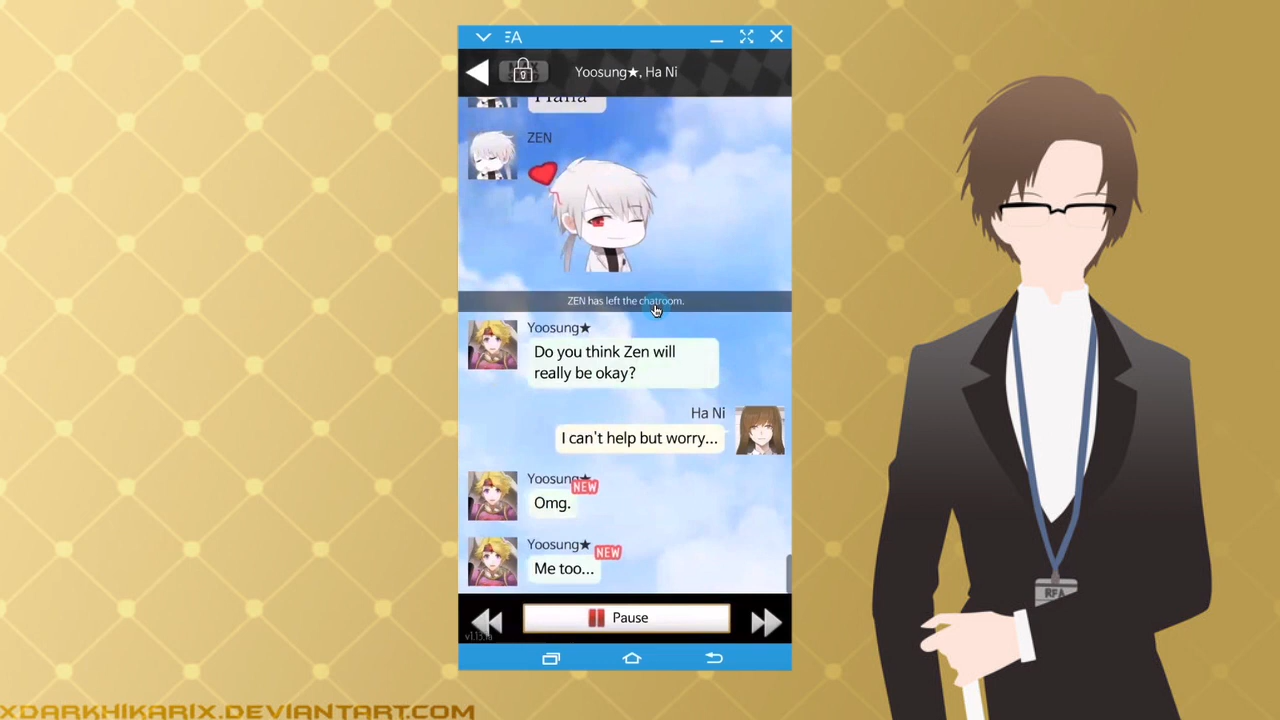 Yoosung★, Ha Ni
ZEN
ZEN has left the chatroom.
Yoosung★
Do you think Zen will
really be okay?
Ha Ni
I can't help but worry...
Yoosung★
NEW
Omg.
Yoosung★
NEW
Me too...
Pause
RFA
XDARKHIKARIX.DEVIANTART.COM